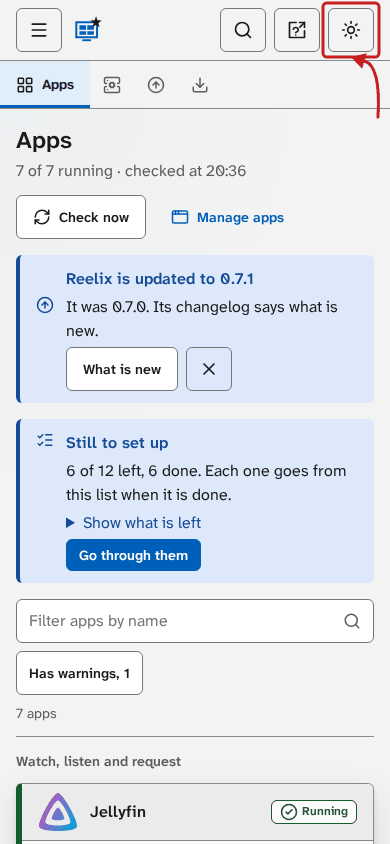 Apps
Apps
7 of 7 running · checked at 20:36
Check now
Manage apps
Reelix is updated to 0.7.1
It was 0.7.0. Its changelog says what is
new.
What is new
Still to set up
6 of 12 left, 6 done. Each one goes from
this list when it is done.
Show what is left
Go through them
Filter apps by name
Has warnings, 1
7 apps
Watch, listen and request
Jellyfin
Running